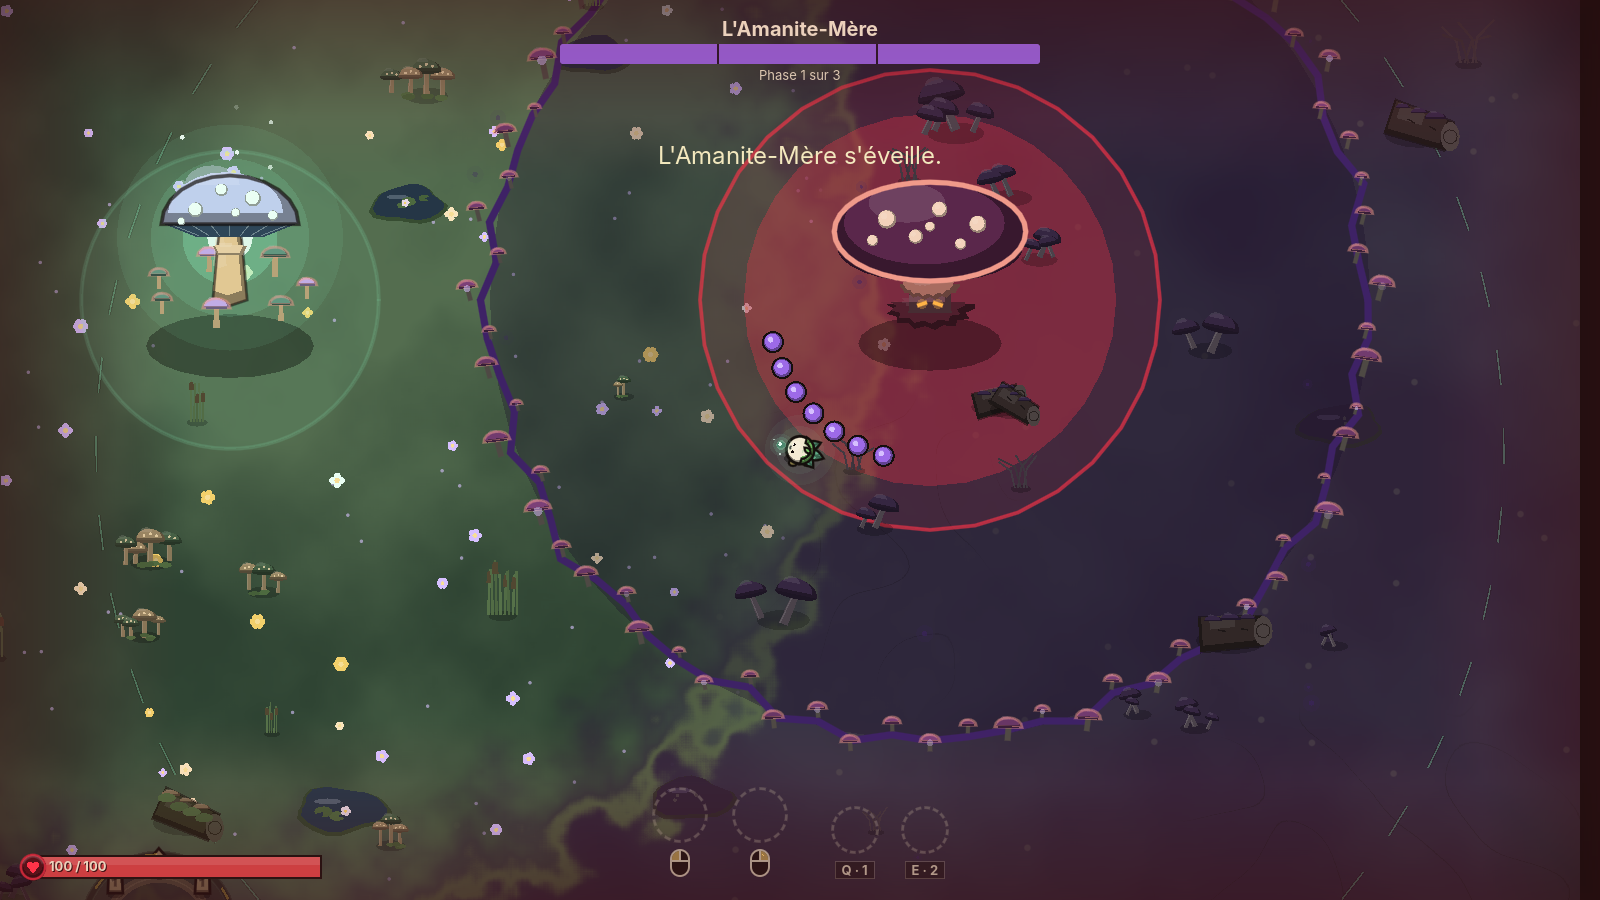 L'Amanite-Mère
Phase 1 sur 3
L'Amanite-Mère s'éveille.
100 / 100
Q · 1
E · 2